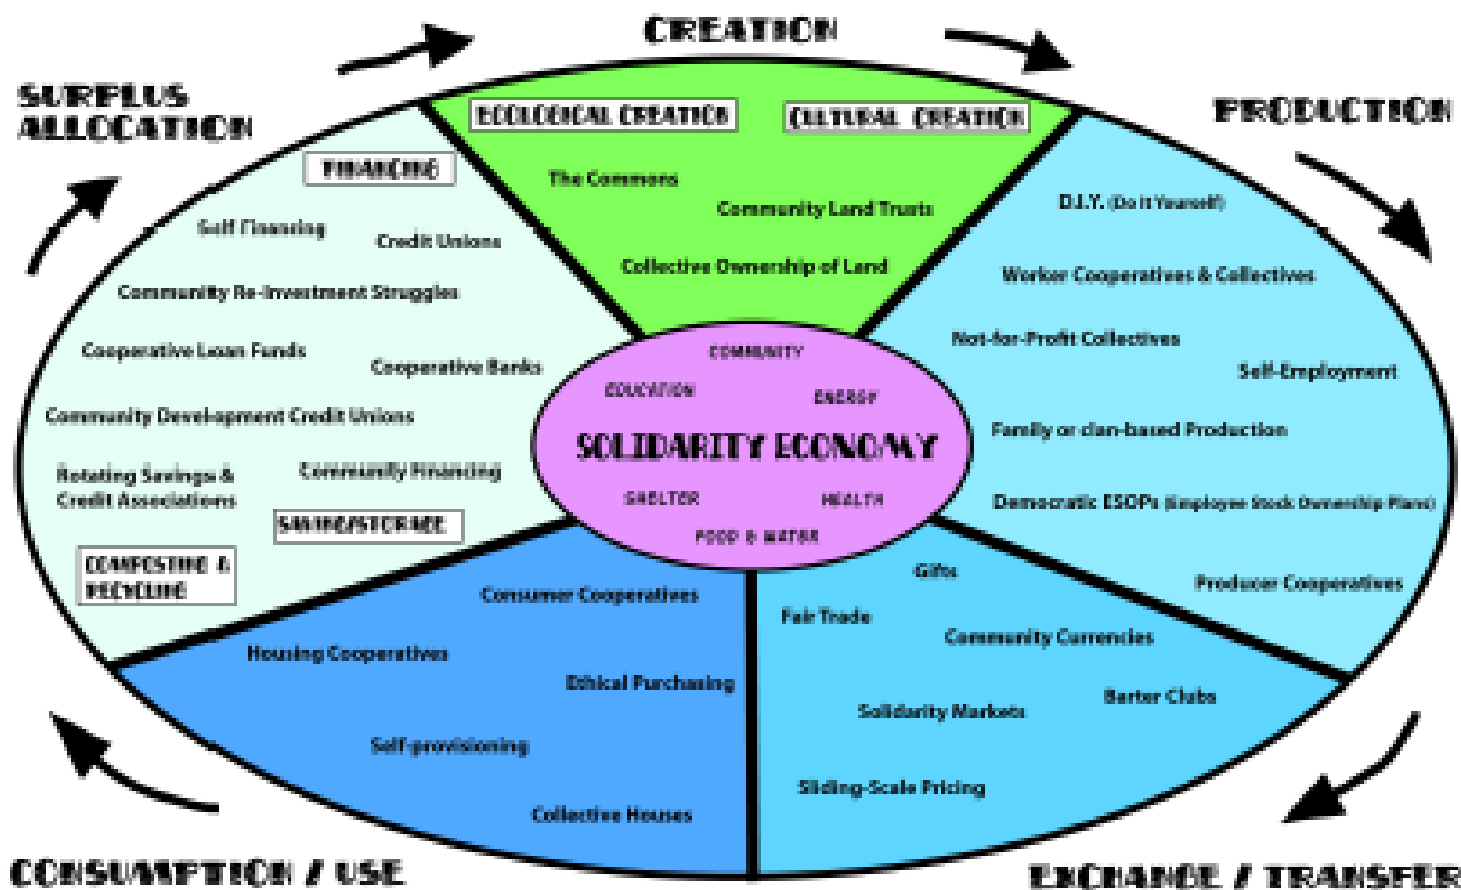 CREATION
SURPLUS
ALLOCATION
PRODUCTION
ECOLOGICAL CREATION
CULTURAL CREATION
The Commons
Community Land Trusts
Collective Ownership of Land
FINANCING
Self Financing
Credit Unions
Community Re-Investment Struggles
Cooperative Loan Funds
Cooperative Banks
Community Development Credit Unions
Rotating Savings &
Credit Associations
Community Financing
SAVING/STORAGE
COMPOSTING &
RECYCLING
D.I.Y. (Do It Yourself)
Worker Cooperatives & Collectives
Not-for-Profit Collectives
Self-Employment
Family or clan-based Production
Democratic ESOPs (Employee Stock Ownership Plans)
Producer Cooperatives
COMMUNITY
EDUCATION
ENERGY
SOLIDARITY ECONOMY
SHELTER
HEALTH
FOOD & WATER
Consumer Cooperatives
Housing Cooperatives
Ethical Purchasing
Self-provisioning
Collective Houses
Gifts
Fair Trade
Community Currencies
Barter Clubs
Solidarity Markets
Sliding-Scale Pricing
CONSUMPTION / USE
EXCHANGE / TRANSFER